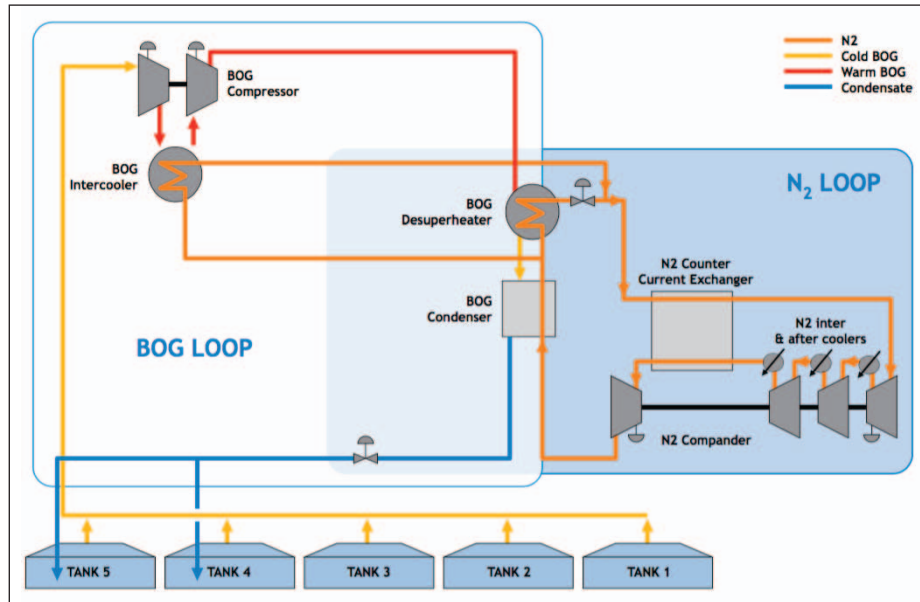 BOG
Compressor
N2
Cold BOG
Warm BOG
Condensate
BOG
Intercooler
N2 LOOP
BOG
Desuperheater
N2 Counter
Current Exchanger
BOG
Condenser
N2 inter
& after coolers
BOG LOOP
N2 Compander
TANK 5
TANK 4
TANK 3
TANK 2
TANK 1